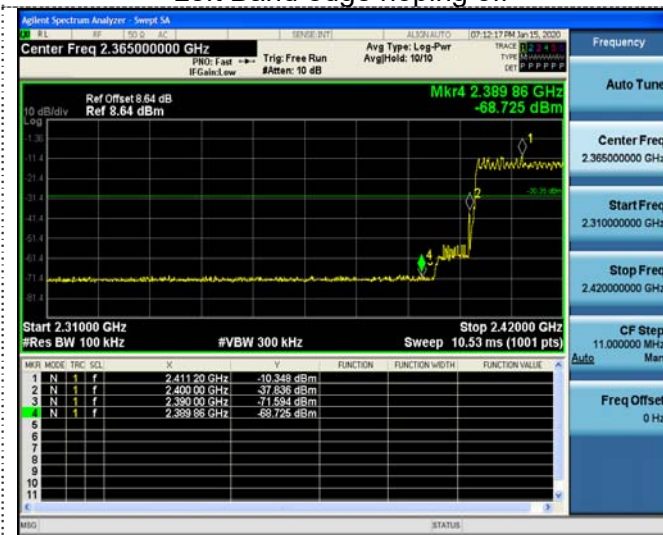 Left Band edge hoping off
Agilent Spectrum Analyzer - Swept SA
RL RF 50 Ω AC SENSE:INT ALIGN AUTO 07:12:17 PM Jan 15, 2020
Center Freq 2.365000000 GHz
PNO: Fast
IFGain:Low
Trig: Free Run
#Atten: 10 dB
Avg Type: Log-Pwr
Avg|Hold: 10/10
TRACE 1 2 3 4 5 6
TYPE
DET P P P P P P
Mkr4 2.389 86 GHz
-68.725 dBm
Ref Offset 8.64 dB
10 dB/div Ref 8.64 dBm
Log
-1.36
-11.4
-21.4
-31.4
-41.4
-51.4
-61.4
-71.4
-81.4
1
2
4
Start 2.31000 GHz Stop 2.42000 GHz
#Res BW 100 kHz #VBW 300 kHz Sweep 10.53 ms (1001 pts)
MKR MODE TRC SCL X Y FUNCTION FUNCTION WIDTH FUNCTION VALUE
1 N 1 f 2.411 20 GHz -10.348 dBm
2 N 1 f 2.400 00 GHz -37.836 dBm
3 N 1 f 2.390 00 GHz -71.594 dBm
4 N 1 f 2.389 86 GHz -68.725 dBm
5
6
7
8
9
10
11
MSG STATUS
Frequency
Auto Tune
Center Freq
2.365000000 GHz
Start Freq
2.310000000 GHz
Stop Freq
2.420000000 GHz
CF Step
11.000000 MHz
Auto Man
Freq Offset
0 Hz